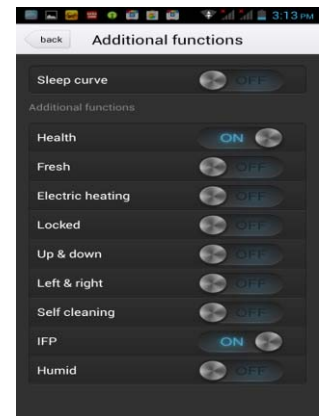 3:13 PM
back Additional functions
Sleep curve OFF
Additional functions
Health ON
Fresh OFF
Electric heating OFF
Locked OFF
Up & down OFF
Left & right OFF
Self cleaning OFF
IFP ON
Humid OFF